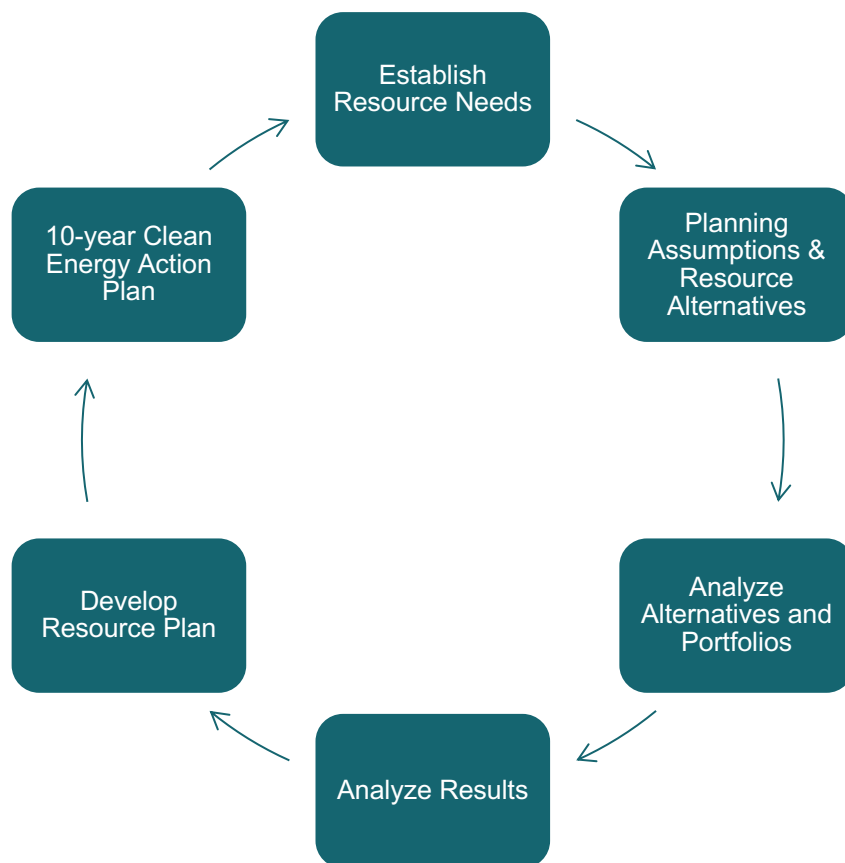 Establish
Resource Needs
Planning
Assumptions &
Resource
Alternatives
Analyze
Alternatives and
Portfolios
Analyze Results
Develop
Resource Plan
10-year Clean
Energy Action
Plan